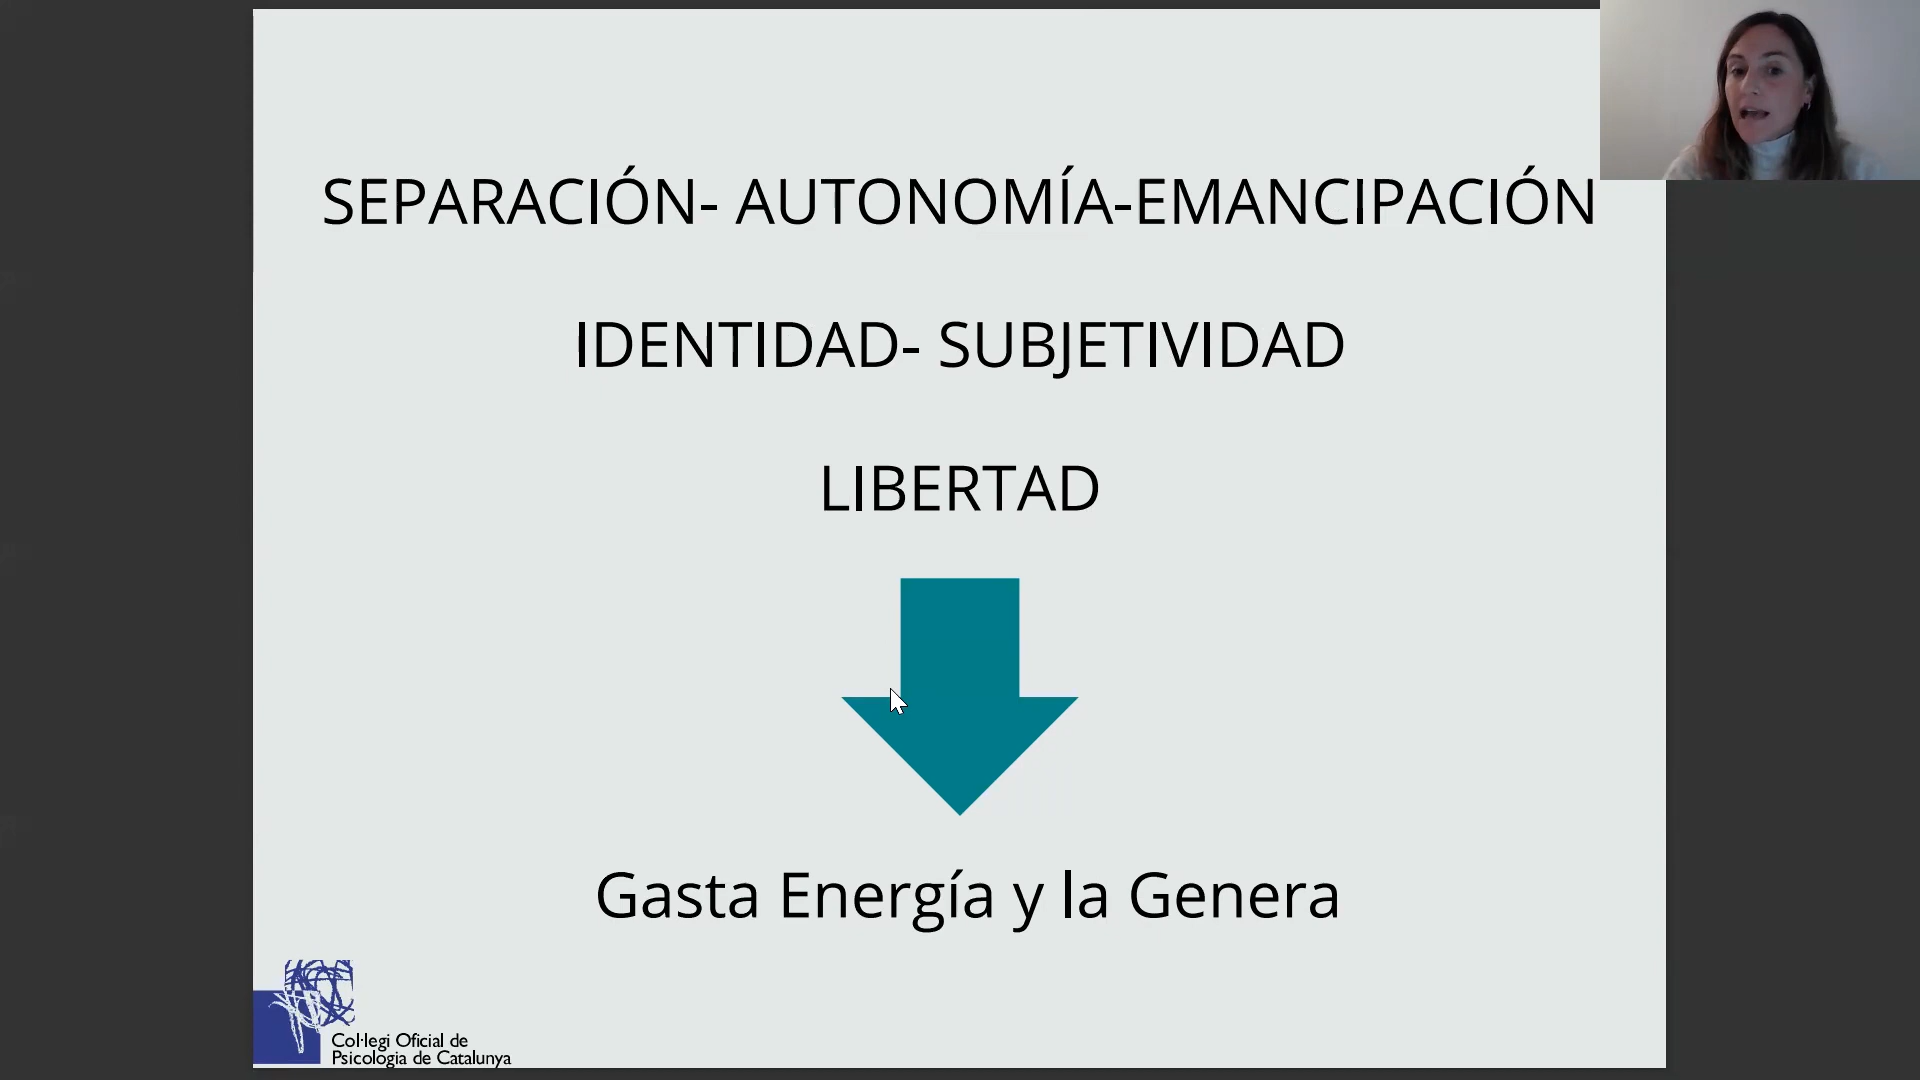 SEPARACIÓN- AUTONOMÍA-EMANCIPACIÓN
IDENTIDAD- SUBJETIVIDAD
LIBERTAD
Gasta Energía y la Genera
Col·legi Oficial de
Psicologia de Catalunya